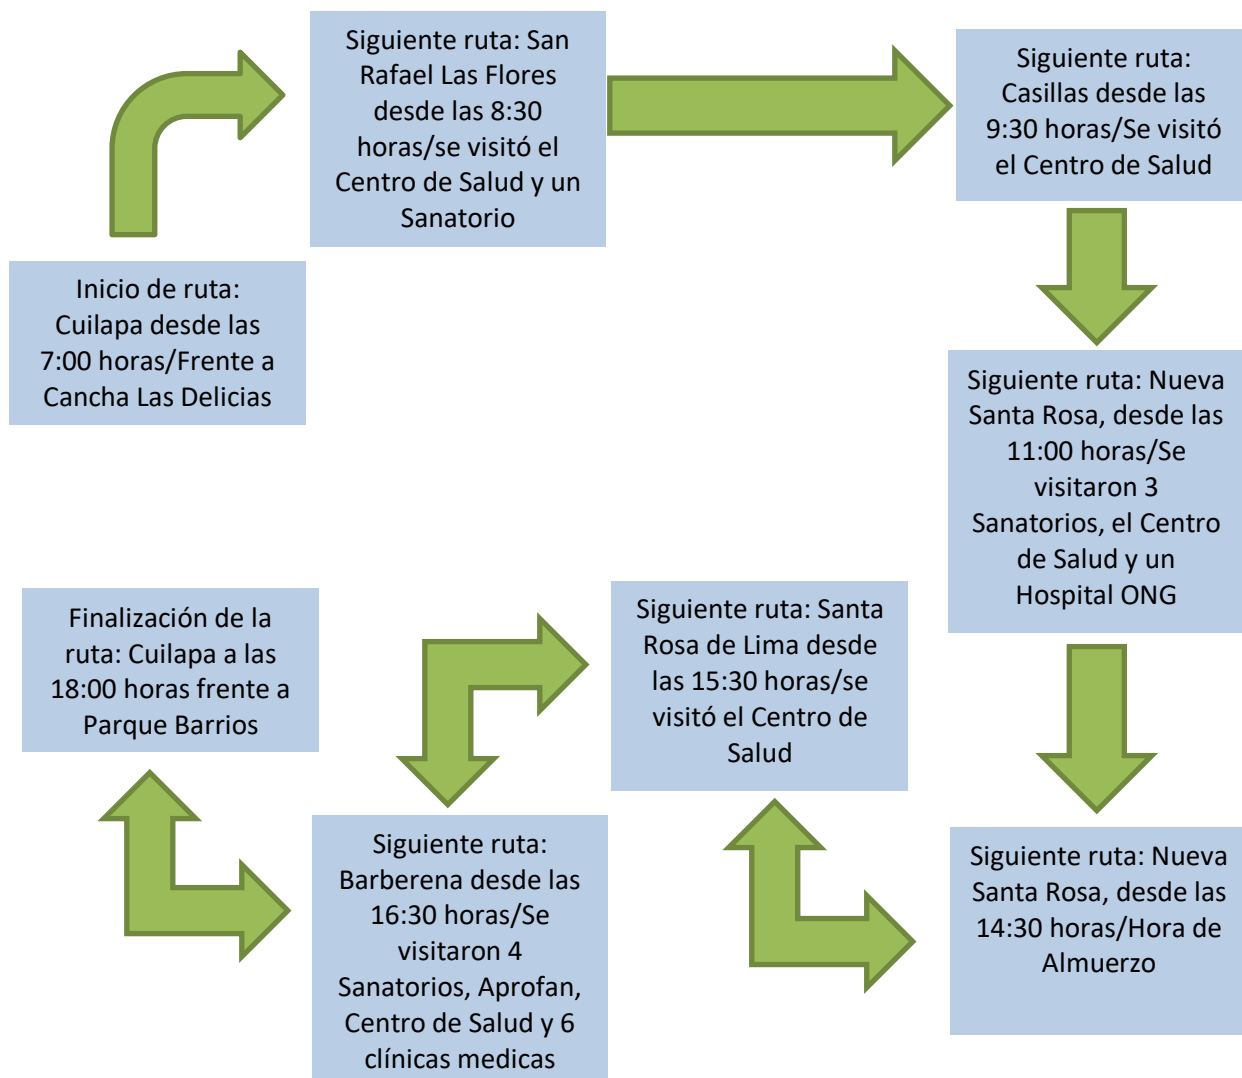 Inicio de ruta:
Cuilapa desde las
7:00 horas/Frente a
Cancha Las Delicias
Siguiente ruta: San
Rafael Las Flores
desde las 8:30
horas/se visitó el
Centro de Salud y un
Sanatorio
Siguiente ruta:
Casillas desde las
9:30 horas/Se visitó
el Centro de Salud
Siguiente ruta: Nueva
Santa Rosa, desde las
11:00 horas/Se
visitaron 3
Sanatorios, el Centro
de Salud y un
Hospital ONG
Siguiente ruta: Nueva
Santa Rosa, desde las
14:30 horas/Hora de
Almuerzo
Siguiente ruta: Santa
Rosa de Lima desde
las 15:30 horas/se
visitó el Centro de
Salud
Siguiente ruta:
Barberena desde las
16:30 horas/Se
visitaron 4
Sanatorios, Aprofan,
Centro de Salud y 6
clínicas medicas
Finalización de la
ruta: Cuilapa a las
18:00 horas frente a
Parque Barrios